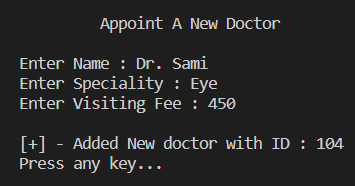 Appoint A New Doctor
Enter Name : Dr. Sami
Enter Speciality : Eye
Enter Visiting Fee : 450
[+] - Added New doctor with ID : 104
Press any key...